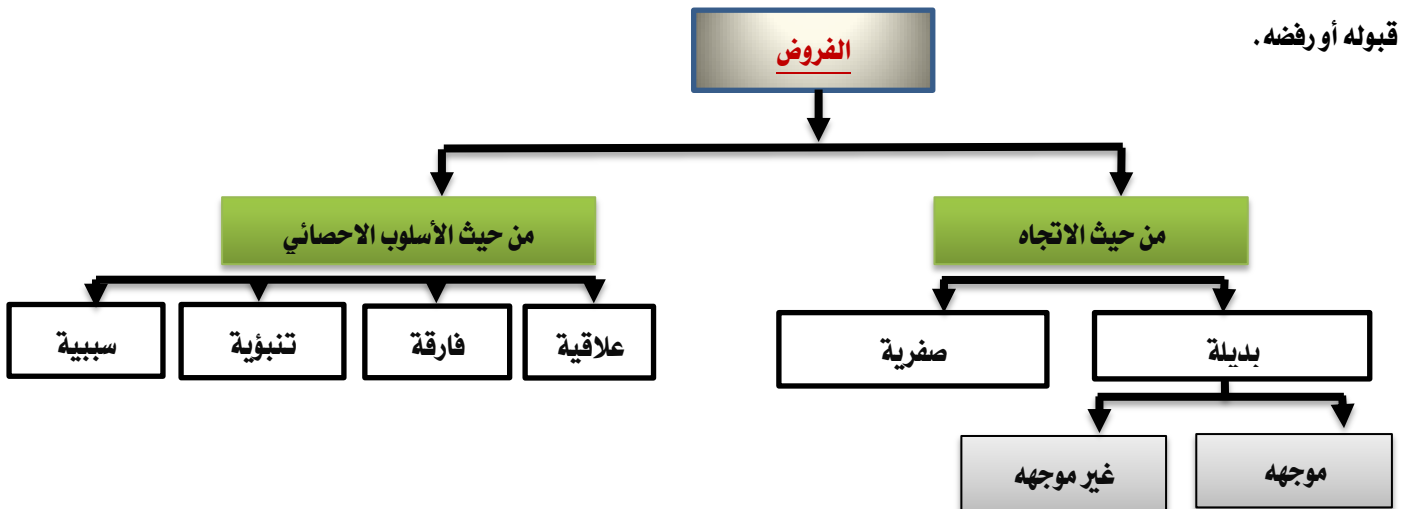 قبوله أو رفضه.
الفروض
من حيث الاتجاه
من حيث الأسلوب الاحصائي
بديلة
صفرية
علاقية
فارقة
تنبؤية
سببية
موجهه
غير موجهه